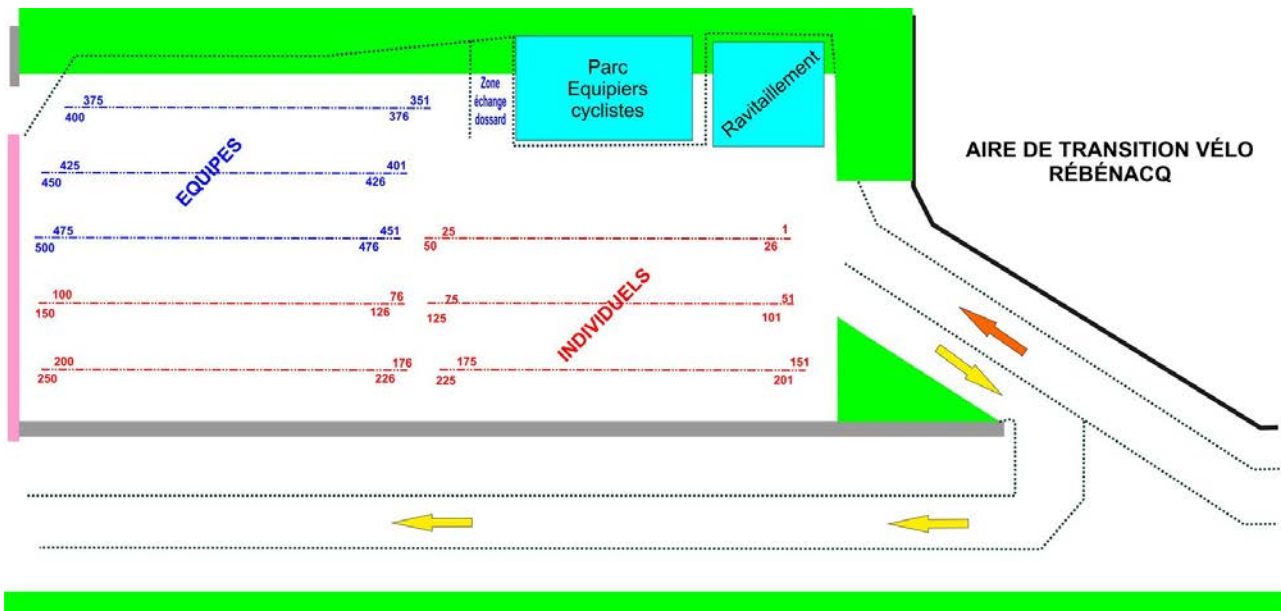 Parc
Equipiers
cyclistes
Ravitaillement
Zone
échange
dossard
AIRE DE TRANSITION VÉLO
RÉBÉNACQ
375 351
400 376
EQUIPES
425 401
450 426
475 451
500 476
25 1
50 26
INDIVIDUELS
100 76
150 126
75 51
125 101
200 176
250 226
175 151
225 201